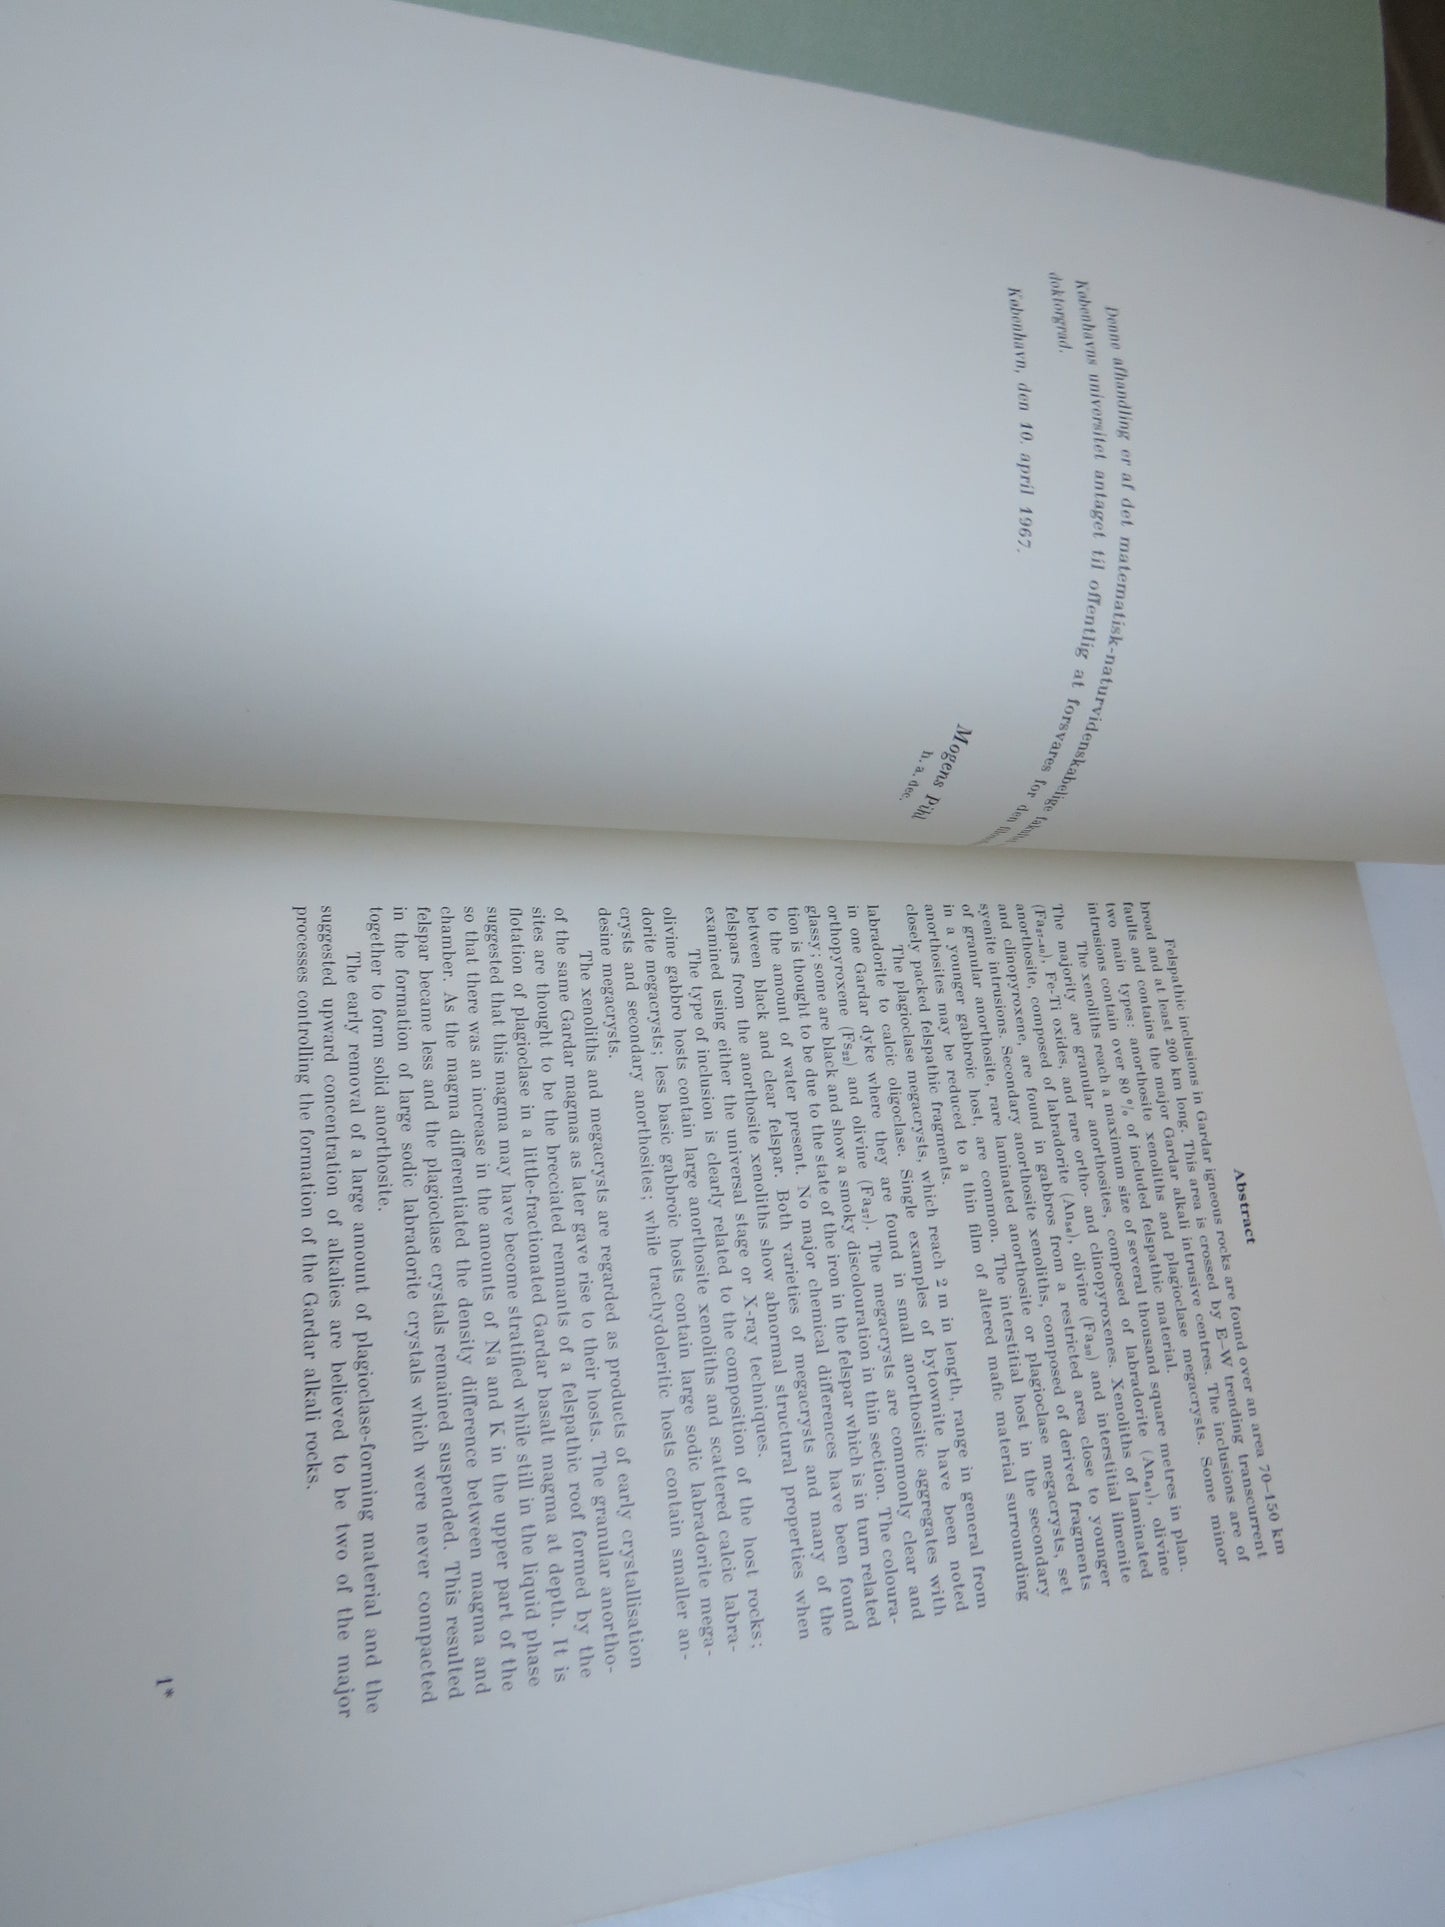 Denne afhandling er af det matematisk-naturvidenskabelige
Københavns universitet antaget til offentlig at forsvares for den
doktorgrad.
København, den 10. april 1967.
Mogens Pihl
h. a. dec.
Abstract
Felspathic inclusions in Gardar igneous rocks are found over an area 70–150 km
broad and at least 200 km long. This area is crossed by E–W trending transcurrent
faults and contains the major Gardar alkali intrusive centres. The inclusions are of
two main types: anorthosite xenoliths and plagioclase megacrysts. Some minor
intrusions contain over 80 % of included felspathic material.
The xenoliths reach a maximum size of several thousand square metres in plan.
The majority are granular anorthosites, composed of labradorite (An₆₁), olivine
(Fa₃₇₋₄₀), Fe-Ti oxides, and rare ortho- and clinopyroxenes. Xenoliths of laminated
anorthosite, composed of labradorite (An₅₆), olivine (Fa₅₀) and interstitial ilmenite
and clinopyroxene, are found in gabbros from a restricted area close to younger
syenite intrusions. Secondary anorthosite xenoliths, composed of derived fragments
of granular anorthosite, rare laminated anorthosite or plagioclase megacrysts, set
in a younger gabbroic host, are common. The interstitial host in the secondary
anorthosites may be reduced to a thin film of altered mafic material surrounding
closely packed felspathic fragments.
The plagioclase megacrysts, which reach 2 m in length, range in general from
labradorite to calcic oligoclase. Single examples of bytownite have been noted
in one Gardar dyke where they are found in small anorthositic aggregates with
orthopyroxene (Fs₂₂) and olivine (Fa₂₇). The megacrysts are commonly clear and
glassy; some are black and show a smoky discolouration in thin section. The coloura-
tion is thought to be due to the state of the iron in the felspar which is in turn related
to the amount of water present. No major chemical differences have been found
between black and clear felspar. Both varieties of megacrysts and many of the
felspars from the anorthosite xenoliths show abnormal structural properties when
examined using either the universal stage or X-ray techniques.
The type of inclusion is clearly related to the composition of the host rocks;
olivine gabbro hosts contain large anorthosite xenoliths and scattered calcic labra-
dorite megacrysts; less basic gabbroic hosts contain large sodic labradorite mega-
crysts and secondary anorthosites; while trachydoleritic hosts contain smaller an-
desine megacrysts.
The xenoliths and megacrysts are regarded as products of early crystallisation
of the same Gardar magmas as later gave rise to their hosts. The granular anortho-
sites are thought to be the brecciated remnants of a felspathic roof formed by the
flotation of plagioclase in a little-fractionated Gardar basalt magma at depth. It is
suggested that this magma may have become stratified while still in the liquid phase
so that there was an increase in the amounts of Na and K in the upper part of the
chamber. As the magma differentiated the density difference between magma and
felspar became less and the plagioclase crystals remained suspended. This resulted
in the formation of large sodic labradorite crystals which were never compacted
together to form solid anorthosite.
The early removal of a large amount of plagioclase-forming material and the
suggested upward concentration of alkalies are believed to be two of the major
processes controlling the formation of the Gardar alkali rocks.
1*